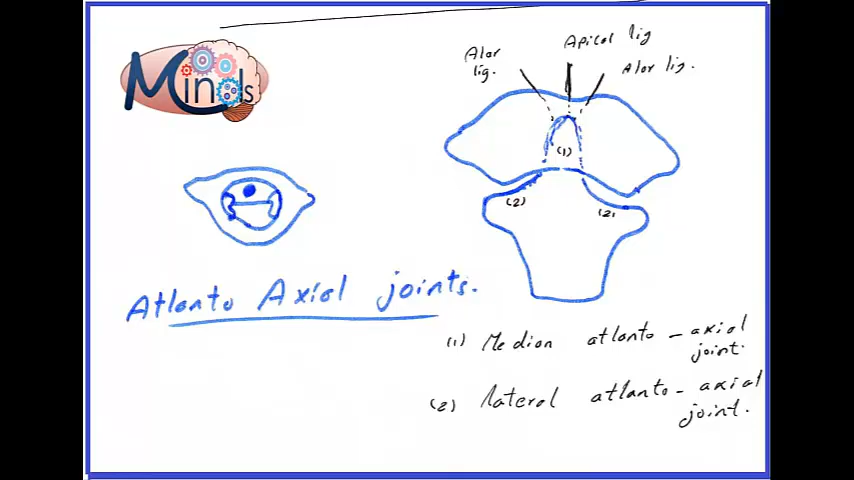 Minds
Alar
lig.
Apical lig
Alar lig.
(1)
(2)
(2)
Atlanto Axial joints.
(1) Median atlanto - axial
joint.
(2) lateral atlanto - axial
joint.